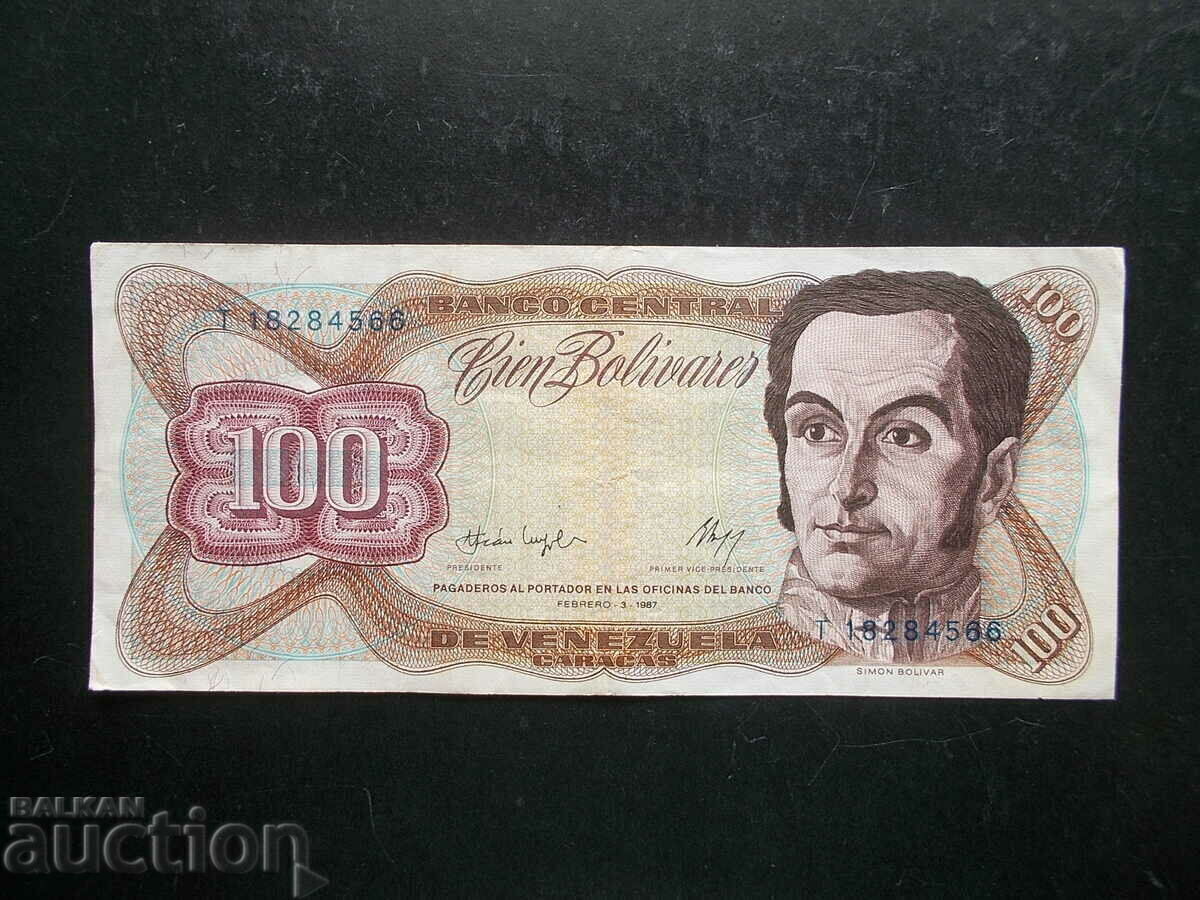 BANCO CENTRAL
100
T 18284566
Cien Bolivares
100
PRESIDENTE
PRIMER VICE-PRESIDENTE
PAGADEROS AL PORTADOR EN LAS OFICINAS DEL BANCO
FEBRERO - 3 - 1987
DE VENEZUELA
T 18284566
100
CARACAS
SIMON BOLIVAR
BALKAN
auction